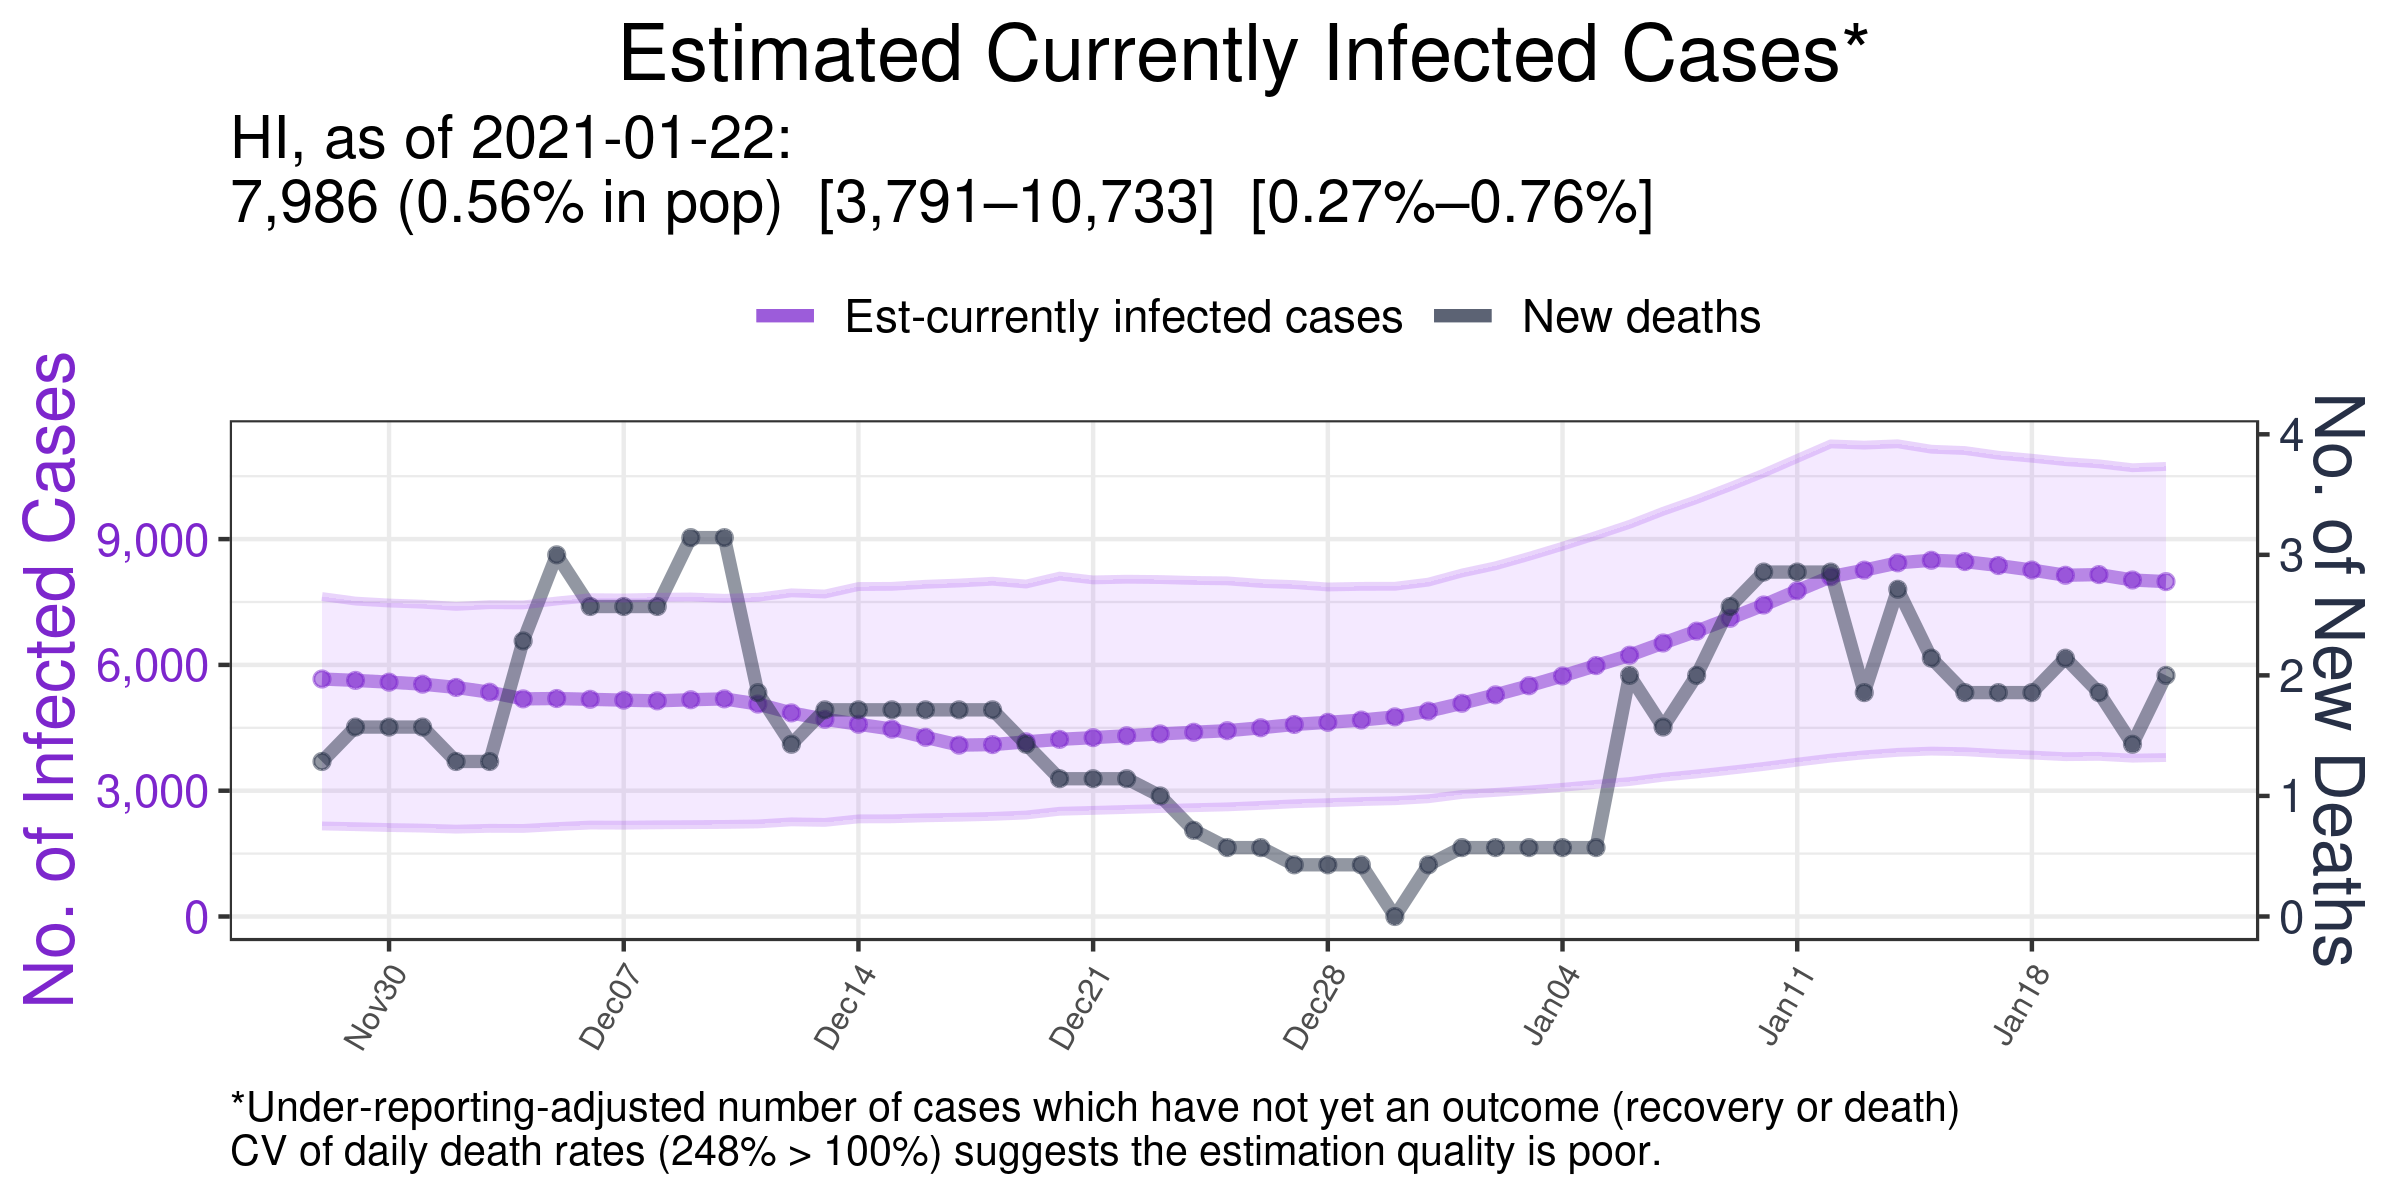 Estimated Currently Infected Cases*
HI, as of 2021-01-22:
7,986 (0.56% in pop)  [3,791–10,733]  [0.27%–0.76%]
Est-currently infected cases
New deaths
No. of Infected Cases
9,000
6,000
3,000
0
4
3
2
1
0
No. of New Deaths
Nov30
Dec07
Dec14
Dec21
Dec28
Jan04
Jan11
Jan18
*Under-reporting-adjusted number of cases which have not yet an outcome (recovery or death)
CV of daily death rates (248% > 100%) suggests the estimation quality is poor.